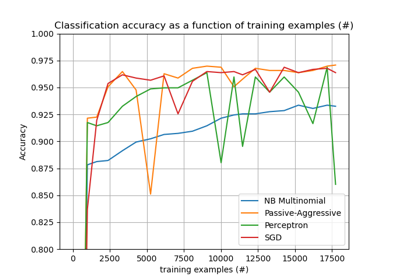 Classification accuracy as a function of training examples (#)
1.000
0.975
0.950
0.925
0.900
0.875
0.850
0.825
0.800
Accuracy
NB Multinomial
Passive-Aggressive
Perceptron
SGD
0 2500 5000 7500 10000 12500 15000 17500
training examples (#)